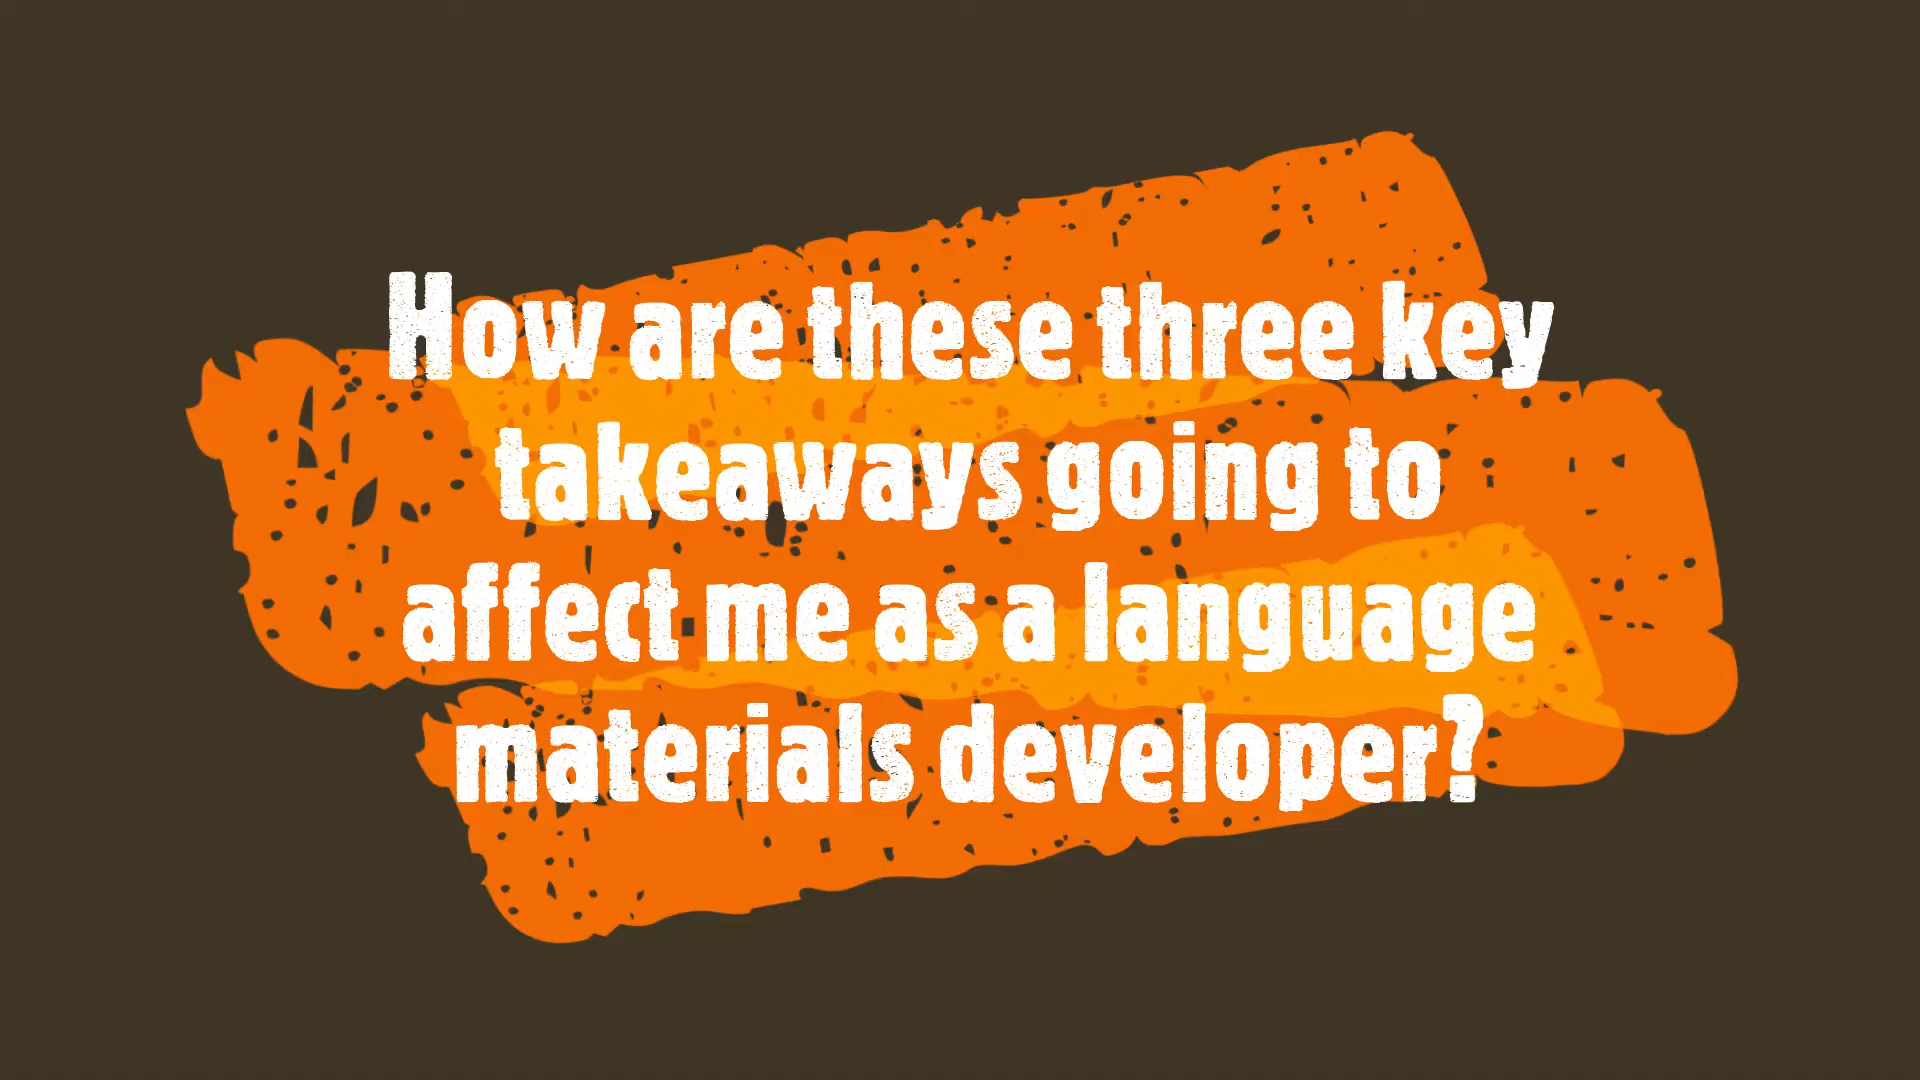 How are these three key
takeaways going to
affect me as a language
materials developer?